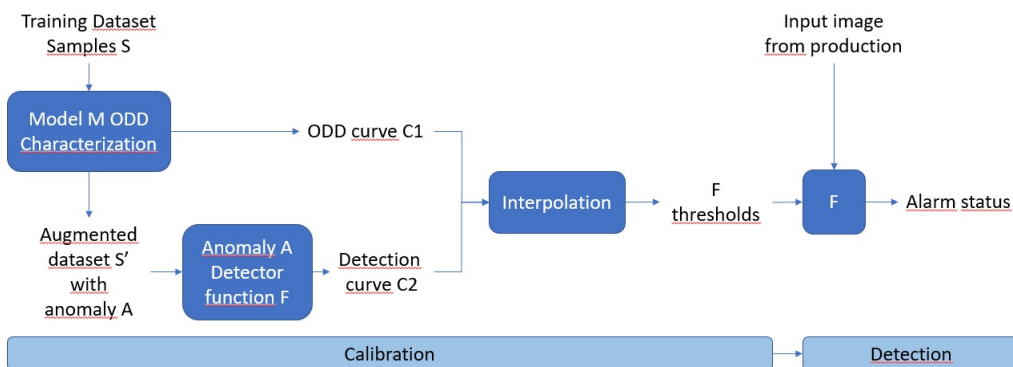 Training Dataset
Samples S
Input image
from production
Model M ODD
Characterization
ODD curve C1
Interpolation
F
thresholds
F
Alarm status
Augmented
dataset S’
with
anomaly A
Anomaly A
Detector
function F
Detection
curve C2
Calibration
Detection